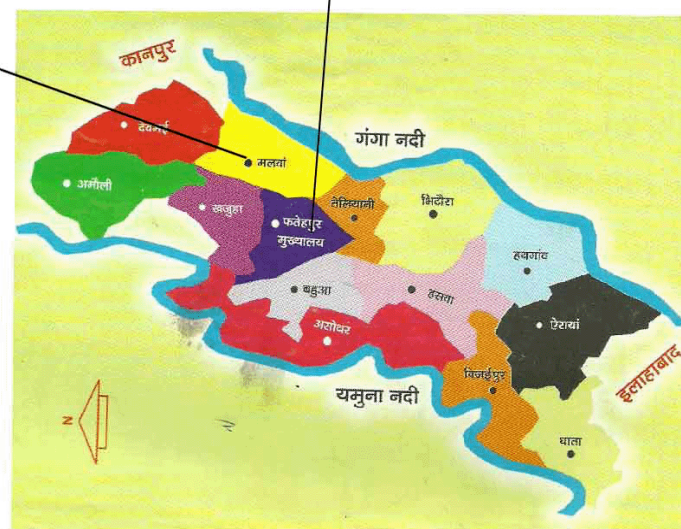 कानपुर
देवमई
गंगा नदी
मलवां
अमौली
खजुहा
तेलियानी
भिटौरा
फतेहपुर
मुख्यालय
हथगांव
बहुआ
हसवा
असोथर
ऐरायां
विजईपुर
यमुना नदी
इलाहाबाद
धाता
N